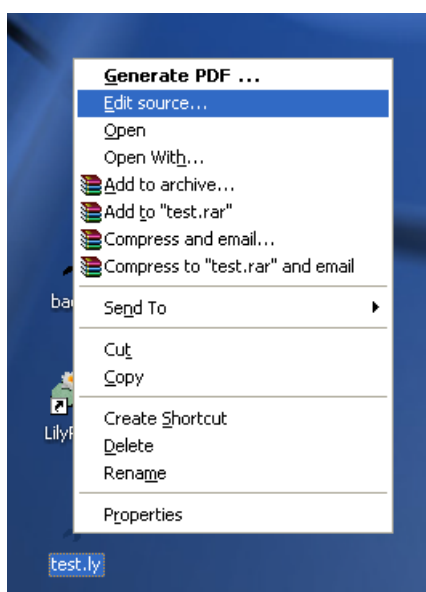 Generate PDF ...
Edit source...
Open
Open With...
Add to archive...
Add to "test.rar"
Compress and email...
Compress to "test.rar" and email
Send To
Cut
Copy
Create Shortcut
Delete
Rename
Properties
test.ly